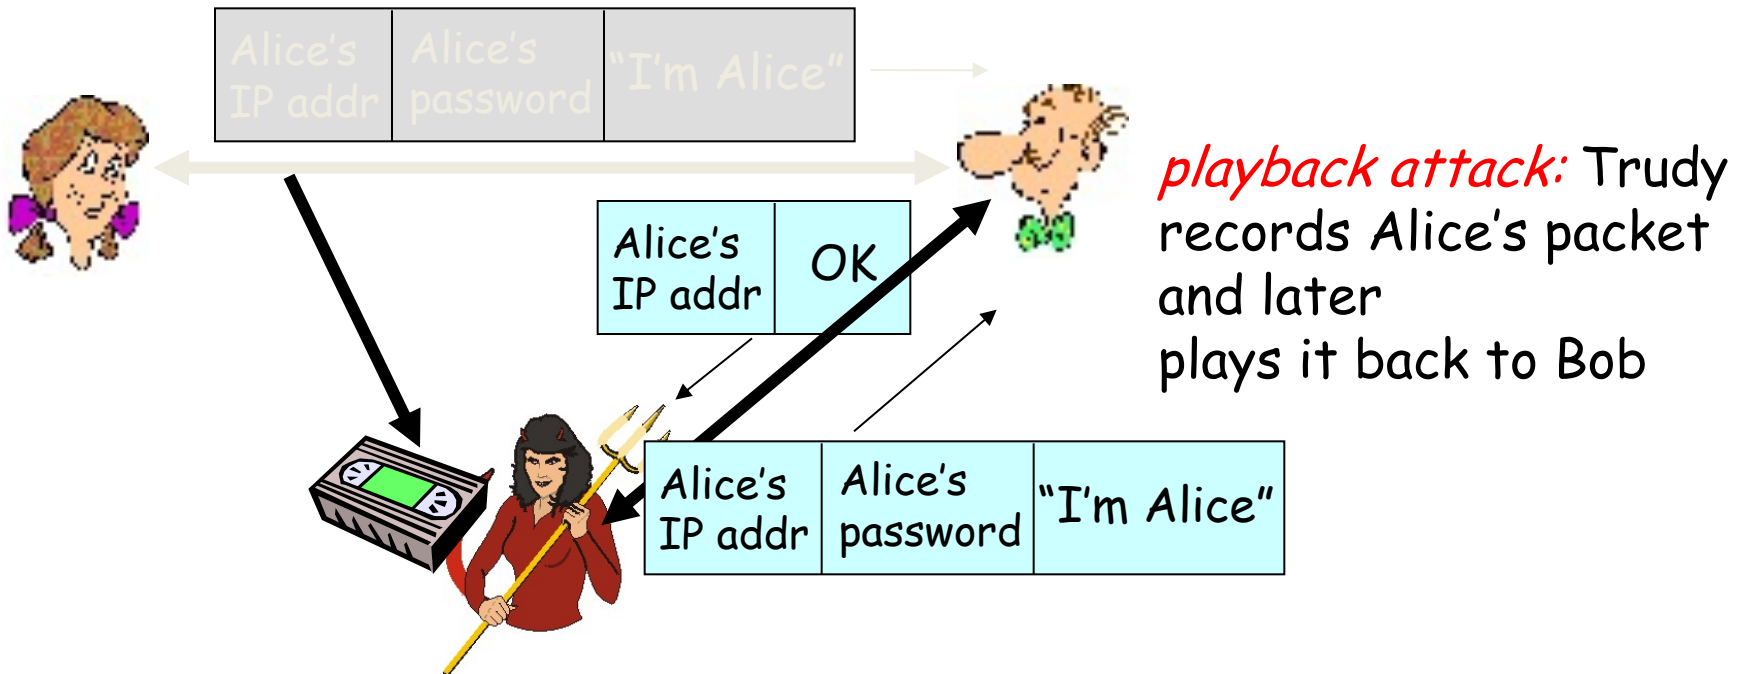 Alice’s
IP addr
Alice’s
password
“I’m Alice”
Alice’s
IP addr
OK
playback attack: Trudy
records Alice’s packet
and later
plays it back to Bob
Alice’s
IP addr
Alice’s
password
“I’m Alice”